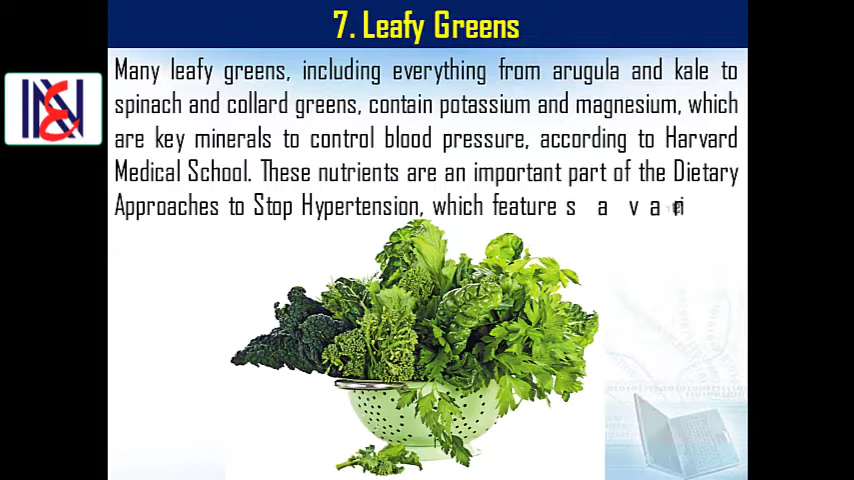 7. Leafy Greens
Many leafy greens, including everything from arugula and kale to
spinach and collard greens, contain potassium and magnesium, which
are key minerals to control blood pressure, according to Harvard
Medical School. These nutrients are an important part of the Dietary
Approaches to Stop Hypertension, which features a va